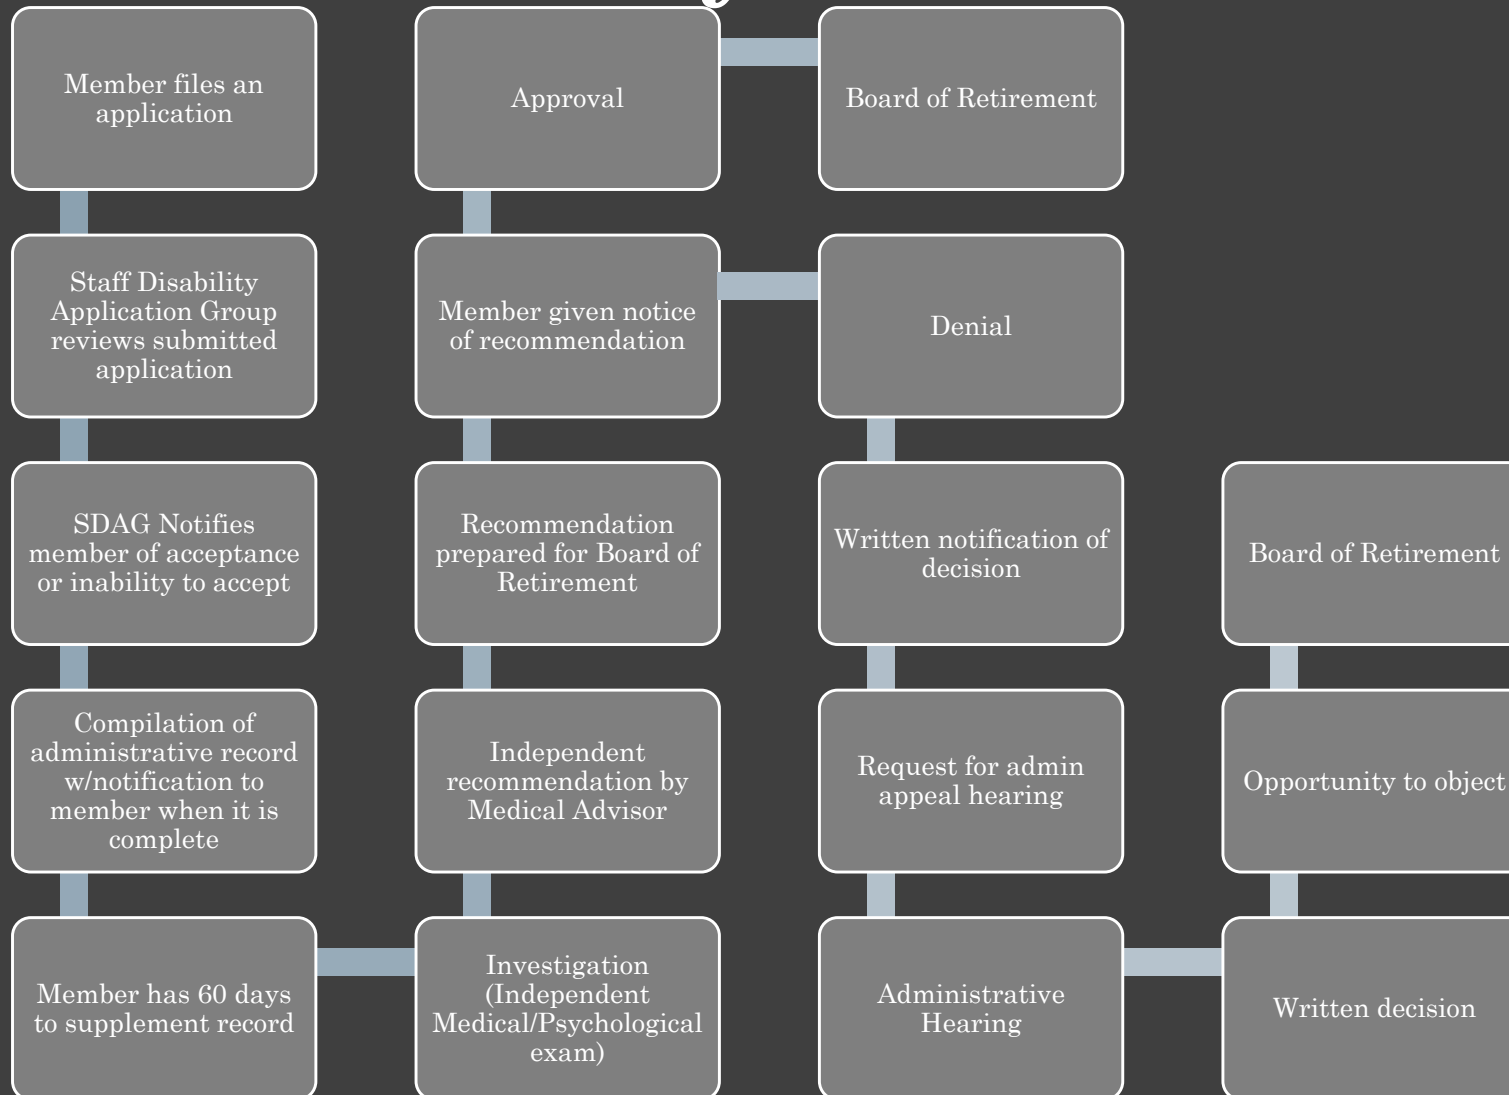 Member files an
application
Staff Disability
Application Group
reviews submitted
application
SDAG Notifies
member of acceptance
or inability to accept
Compilation of
administrative record
w/notification to
member when it is
complete
Member has 60 days
to supplement record
Investigation
(Independent
Medical/Psychological
exam)
Independent
recommendation by
Medical Advisor
Recommendation
prepared for Board of
Retirement
Member given notice
of recommendation
Approval
Board of Retirement
Denial
Written notification of
decision
Request for admin
appeal hearing
Administrative
Hearing
Written decision
Opportunity to object
Board of Retirement